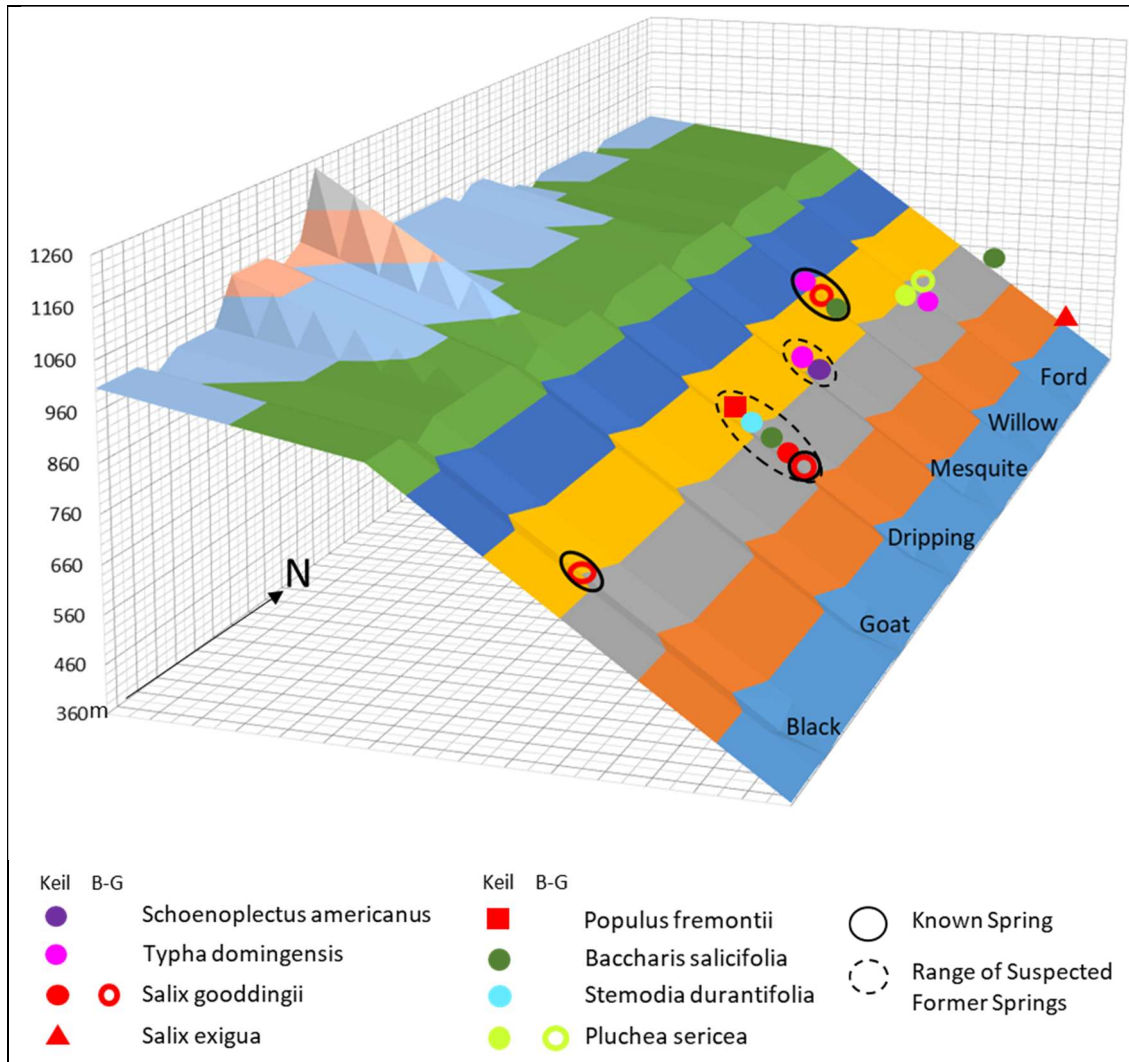 1260
1160
1060
960
860
760
660
560
460
360m
N
Ford
Willow
Mesquite
Dripping
Goat
Black
Keil B-G
Schoenoplectus americanus
Typha domingensis
Salix gooddingii
Salix exigua
Keil B-G
Populus fremontii
Baccharis salicifolia
Stemodia durantifolia
Pluchea sericea
Known Spring
Range of Suspected
Former Springs